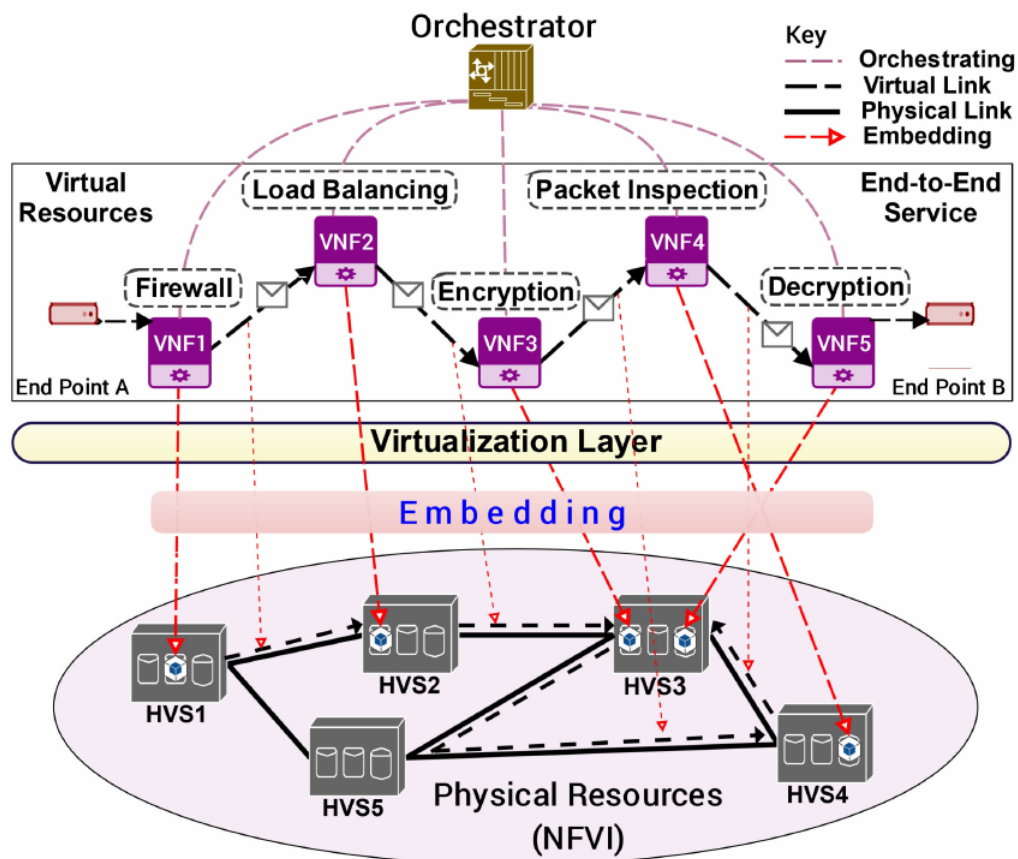 Orchestrator
Key
Orchestrating
Virtual Link
Physical Link
Embedding
Virtual
Resources
Load Balancing
Packet Inspection
End-to-End
Service
VNF2
VNF4
Firewall
Encryption
Decryption
VNF1
VNF3
VNF5
End Point A
End Point B
Virtualization Layer
Embedding
HVS1
HVS2
HVS3
HVS5
HVS4
Physical Resources
(NFVI)